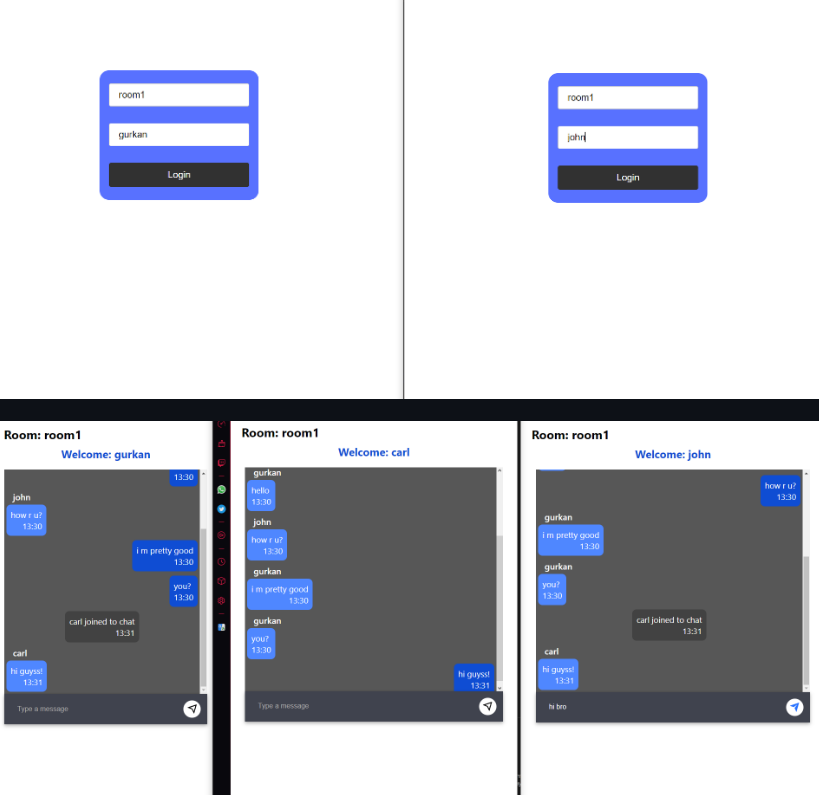 room1
gurkan
Login
room1
john
Login
Room: room1
Welcome: gurkan
13:30
john
how r u?
13:30
i m pretty good
13:30
you?
13:30
carl joined to chat
13:31
carl
hi guyss!
13:31
Type a message
Room: room1
Welcome: carl
gurkan
hello
13:30
john
how r u?
13:30
gurkan
i m pretty good
13:30
gurkan
you?
13:30
hi guyss!
13:31
Type a message
Room: room1
Welcome: john
how r u?
13:30
gurkan
i m pretty good
13:30
gurkan
you?
13:30
carl joined to chat
13:31
carl
hi guyss!
13:31
hi bro